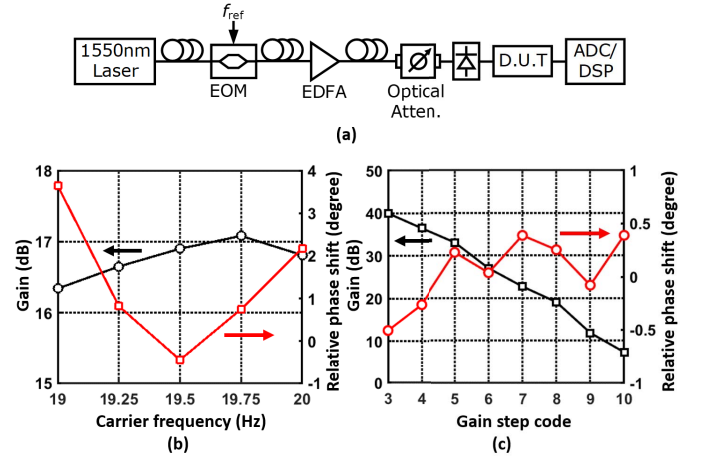 f_ref
1550nm
Laser
EOM
EDFA
Optical
Atten.
D.U.T
ADC/
DSP
(a)
18
17
16
15
Gain (dB)
4
3
2
1
0
-1
Relative phase shift (degree)
19 19.25 19.5 19.75 20
Carrier frequency (Hz)
(b)
50
40
30
20
10
0
Gain (dB)
1
0.5
0
-0.5
-1
Relative phase shift (degree)
3 4 5 6 7 8 9 10
Gain step code
(c)